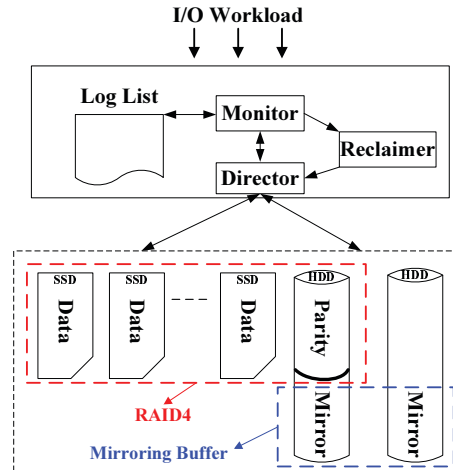 I/O Workload
Log List
Monitor
Reclaimer
Director
SSD
SSD
SSD
HDD
HDD
Data
Data
Data
Parity
Mirror
Mirror
RAID4
Mirroring Buffer